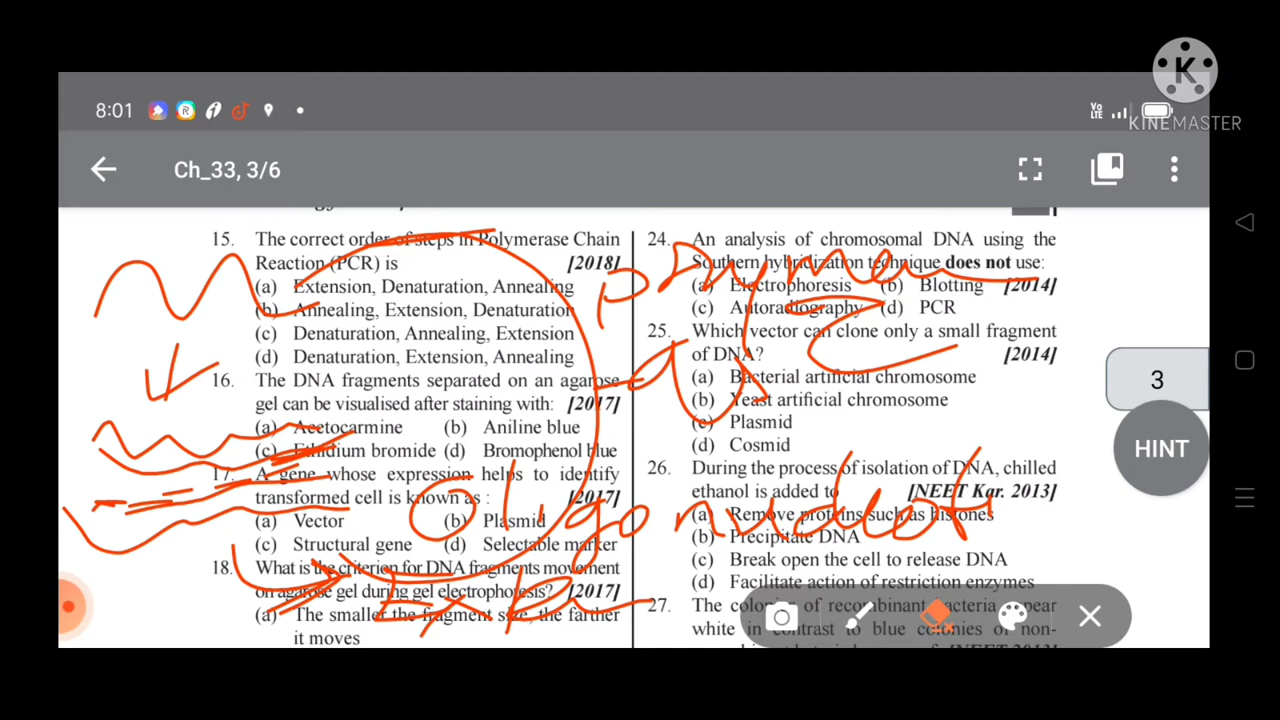 8:01
Vo
LTE
K
KINEMASTER
Ch_33, 3/6
15. The correct order of steps in Polymerase Chain
Reaction (PCR) is [2018]
(a) Extension, Denaturation, Annealing
(b) Annealing, Extension, Denaturation
(c) Denaturation, Annealing, Extension
(d) Denaturation, Extension, Annealing
16. The DNA fragments separated on an agarose
gel can be visualised after staining with: [2017]
(a) Acetocarmine (b) Aniline blue
(c) Ethidium bromide (d) Bromophenol blue
17. A gene whose expression helps to identify
transformed cell is known as : [2017]
(a) Vector (b) Plasmid
(c) Structural gene (d) Selectable marker
18. What is the criterion for DNA fragments movement
on agarose gel during gel electrophoresis? [2017]
(a) The smaller the fragment size, the farther
it moves
24. An analysis of chromosomal DNA using the
Southern hybridization technique does not use:
(a) Electrophoresis (b) Blotting [2014]
(c) Autoradiography (d) PCR
25. Which vector can clone only a small fragment
of DNA? [2014]
(a) Bacterial artificial chromosome
(b) Yeast artificial chromosome
(c) Plasmid
(d) Cosmid
26. During the process of isolation of DNA, chilled
ethanol is added to [NEET Kar. 2013]
(a) Remove proteins such as histones
(b) Precipitate DNA
(c) Break open the cell to release DNA
(d) Facilitate action of restriction enzymes
27. The colonies of recombinant bacteria appear
white in contrast to blue colonies of non-
3
HINT